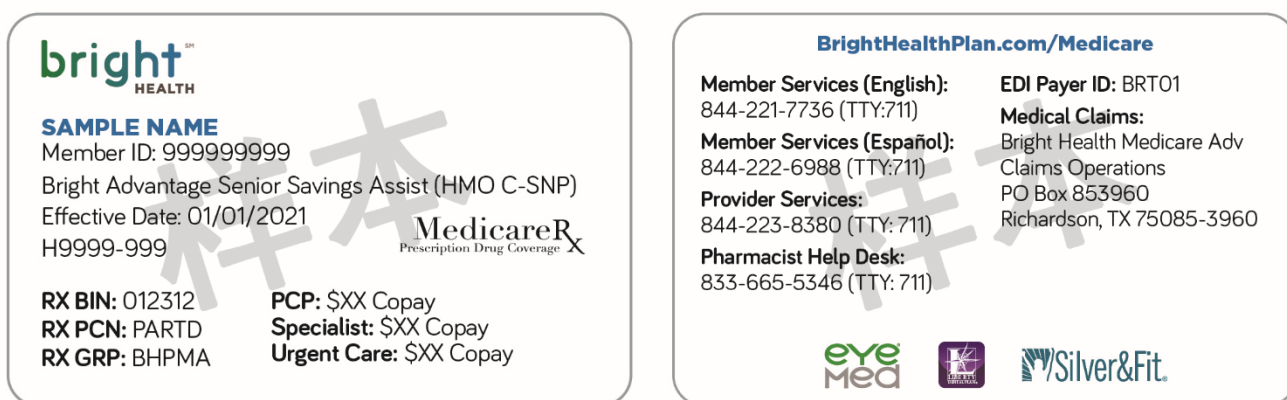 bright℠
HEALTH
SAMPLE NAME
Member ID: 999999999
Bright Advantage Senior Savings Assist (HMO C-SNP)
Effective Date: 01/01/2021
H9999-999
MedicareRx
Prescription Drug Coverage
RX BIN: 012312
RX PCN: PARTD
RX GRP: BHPMA
PCP: $XX Copay
Specialist: $XX Copay
Urgent Care: $XX Copay
样本
BrightHealthPlan.com/Medicare
Member Services (English):
844-221-7736 (TTY:711)
Member Services (Español):
844-222-6988 (TTY:711)
Provider Services:
844-223-8380 (TTY: 711)
Pharmacist Help Desk:
833-665-5346 (TTY: 711)
EDI Payer ID: BRT01
Medical Claims:
Bright Health Medicare Adv
Claims Operations
PO Box 853960
Richardson, TX 75085-3960
样本
eye
Med
LIBERTY
Silver&Fit®